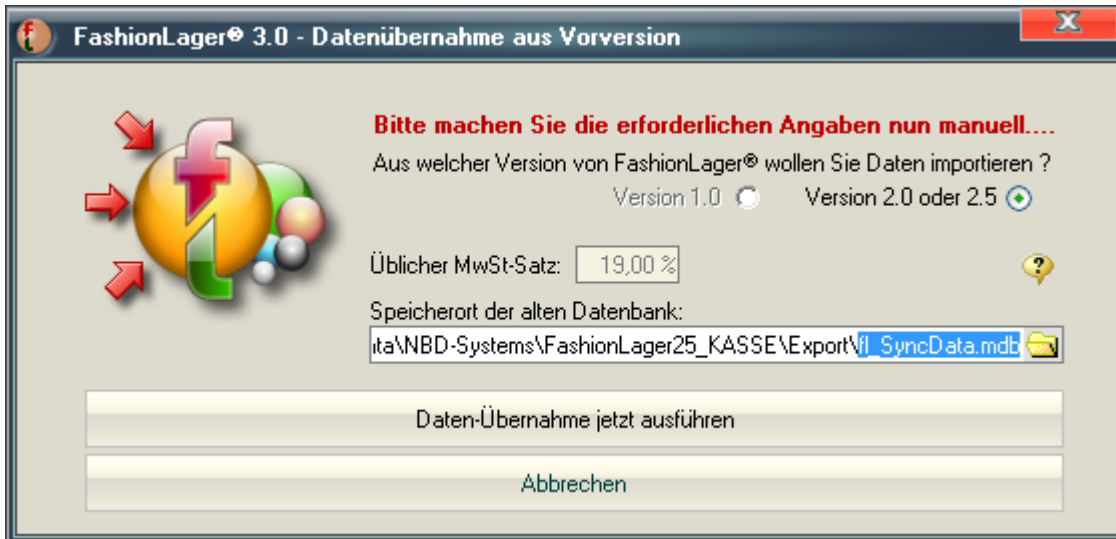 FashionLager® 3.0 - Datenübernahme aus Vorversion
Bitte machen Sie die erforderlichen Angaben nun manuell....
Aus welcher Version von FashionLager® wollen Sie Daten importieren ?
Version 1.0 Version 2.0 oder 2.5
Üblicher MwSt-Satz: 19,00 %
Speicherort der alten Datenbank:
ıta\NBD-Systems\FashionLager25_KASSE\Export\fl_SyncData.mdb
Daten-Übernahme jetzt ausführen
Abbrechen